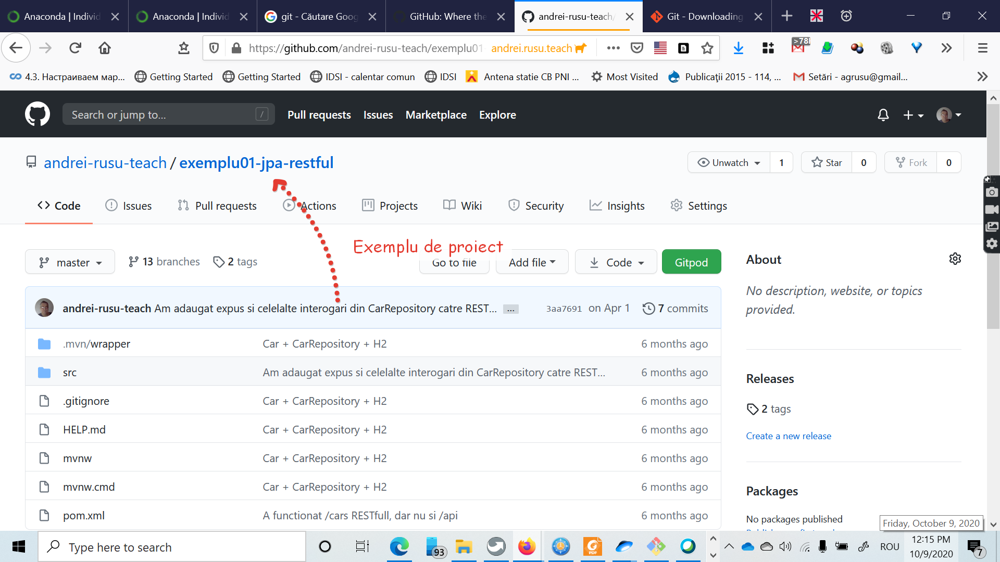 Anaconda | Individ
Anaconda | Individ
git - Căutare Goog
GitHub: Where the
andrei-rusu-teach/
Git - Downloading
https://github.com/andrei-rusu-teach/exemplu01-
andrei.rusu.teach
>78
4.3. Настраиваем мар...
Getting Started
Getting Started
IDSI - calentar comun
IDSI
Antena statie CB PNI ...
Most Visited
Publicaţii 2015 - 114, ...
Setări - agrusu@gmail...
Search or jump to...
/
Pull requests
Issues
Marketplace
Explore
andrei-rusu-teach / exemplu01-jpa-restful
Unwatch 1
Star 0
Fork 0
Code
Issues
Pull requests
Actions
Projects
Wiki
Security
Insights
Settings
Exemplu de proiect
master
13 branches
2 tags
Go to file
Add file
Code
Gitpod
About
No description, website, or topics
provided.
andrei-rusu-teach Am adaugat expus si celelalte interogari din CarRepository catre REST... ...
3aa7691 on Apr 1
7 commits
.mvn/wrapper Car + CarRepository + H2 6 months ago
src Am adaugat expus si celelalte interogari din CarRepository catre REST... 6 months ago
.gitignore Car + CarRepository + H2 6 months ago
HELP.md Car + CarRepository + H2 6 months ago
mvnw Car + CarRepository + H2 6 months ago
mvnw.cmd Car + CarRepository + H2 6 months ago
pom.xml A functionat /cars RESTfull, dar nu si /api 6 months ago
Releases
2 tags
Create a new release
Packages
No packages published
Friday, October 9, 2020
Type here to search
93
PDF
ROU
12:15 PM
10/9/2020
7